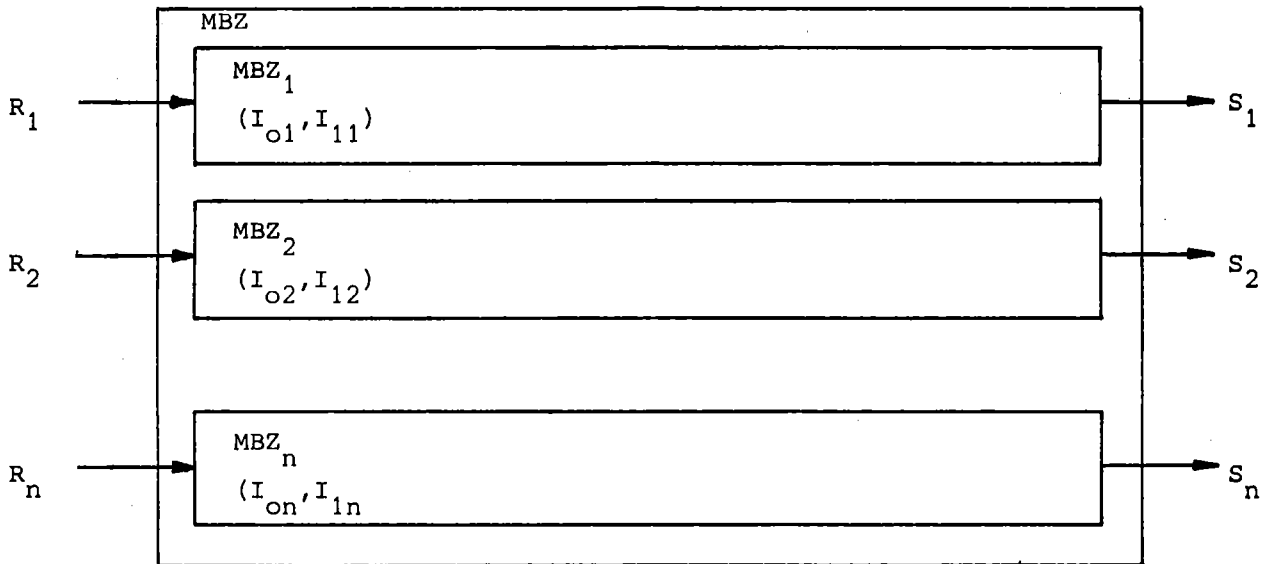 MBZ
MBZ₁
R₁
(Iₒ₁,I₁₁)
S₁
MBZ₂
R₂
(Iₒ₂,I₁₂)
S₂
MBZₙ
Rₙ
(Iₒₙ,I₁ₙ
Sₙ